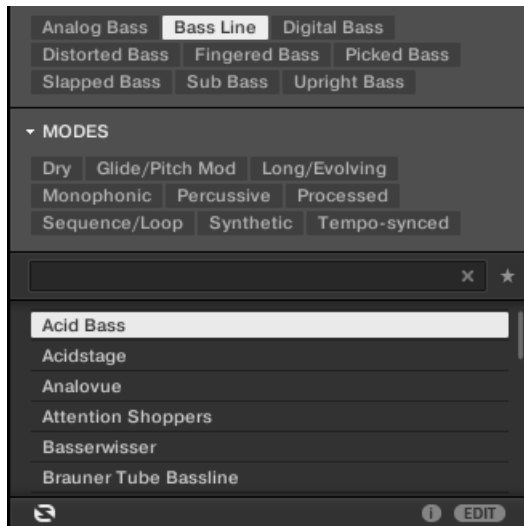 Analog Bass Bass Line Digital Bass
Distorted Bass Fingered Bass Picked Bass
Slapped Bass Sub Bass Upright Bass
MODES
Dry Glide/Pitch Mod Long/Evolving
Monophonic Percussive Processed
Sequence/Loop Synthetic Tempo-synced
Acid Bass
Acidstage
Analovue
Attention Shoppers
Basserwisser
Brauner Tube Bassline
i EDIT